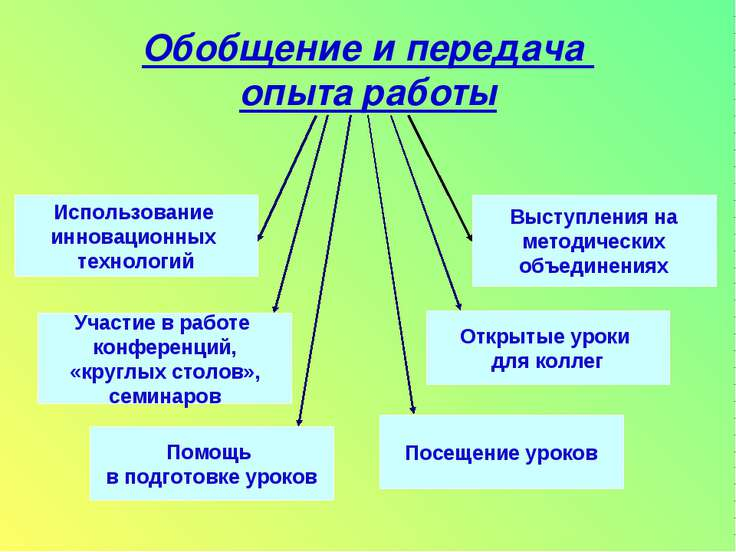 Обобщение и передача
опыта работы
Использование
инновационных
технологий
Выступления на
методических
объединениях
Участие в работе
конференций,
«круглых столов»,
семинаров
Открытые уроки
для коллег
Помощь
в подготовке уроков
Посещение уроков